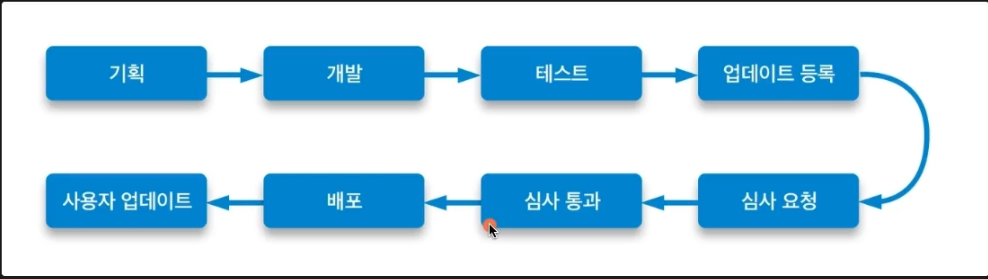 기획
개발
테스트
업데이트 등록
심사 요청
심사 통과
배포
사용자 업데이트